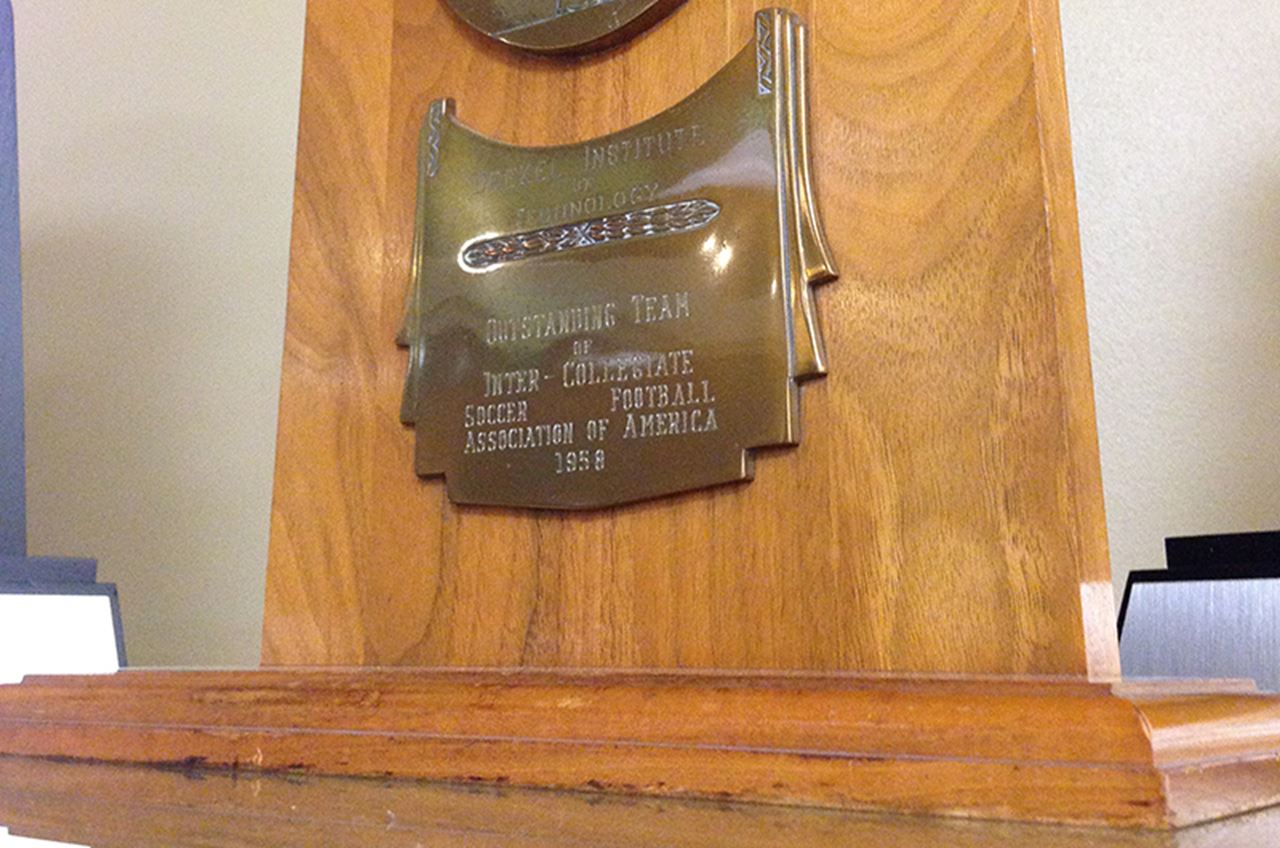 DREXEL INSTITUTE
OF
TECHNOLOGY
OUTSTANDING TEAM
OF
INTER-COLLEGIATE
SOCCER FOOTBALL
ASSOCIATION OF AMERICA
1958